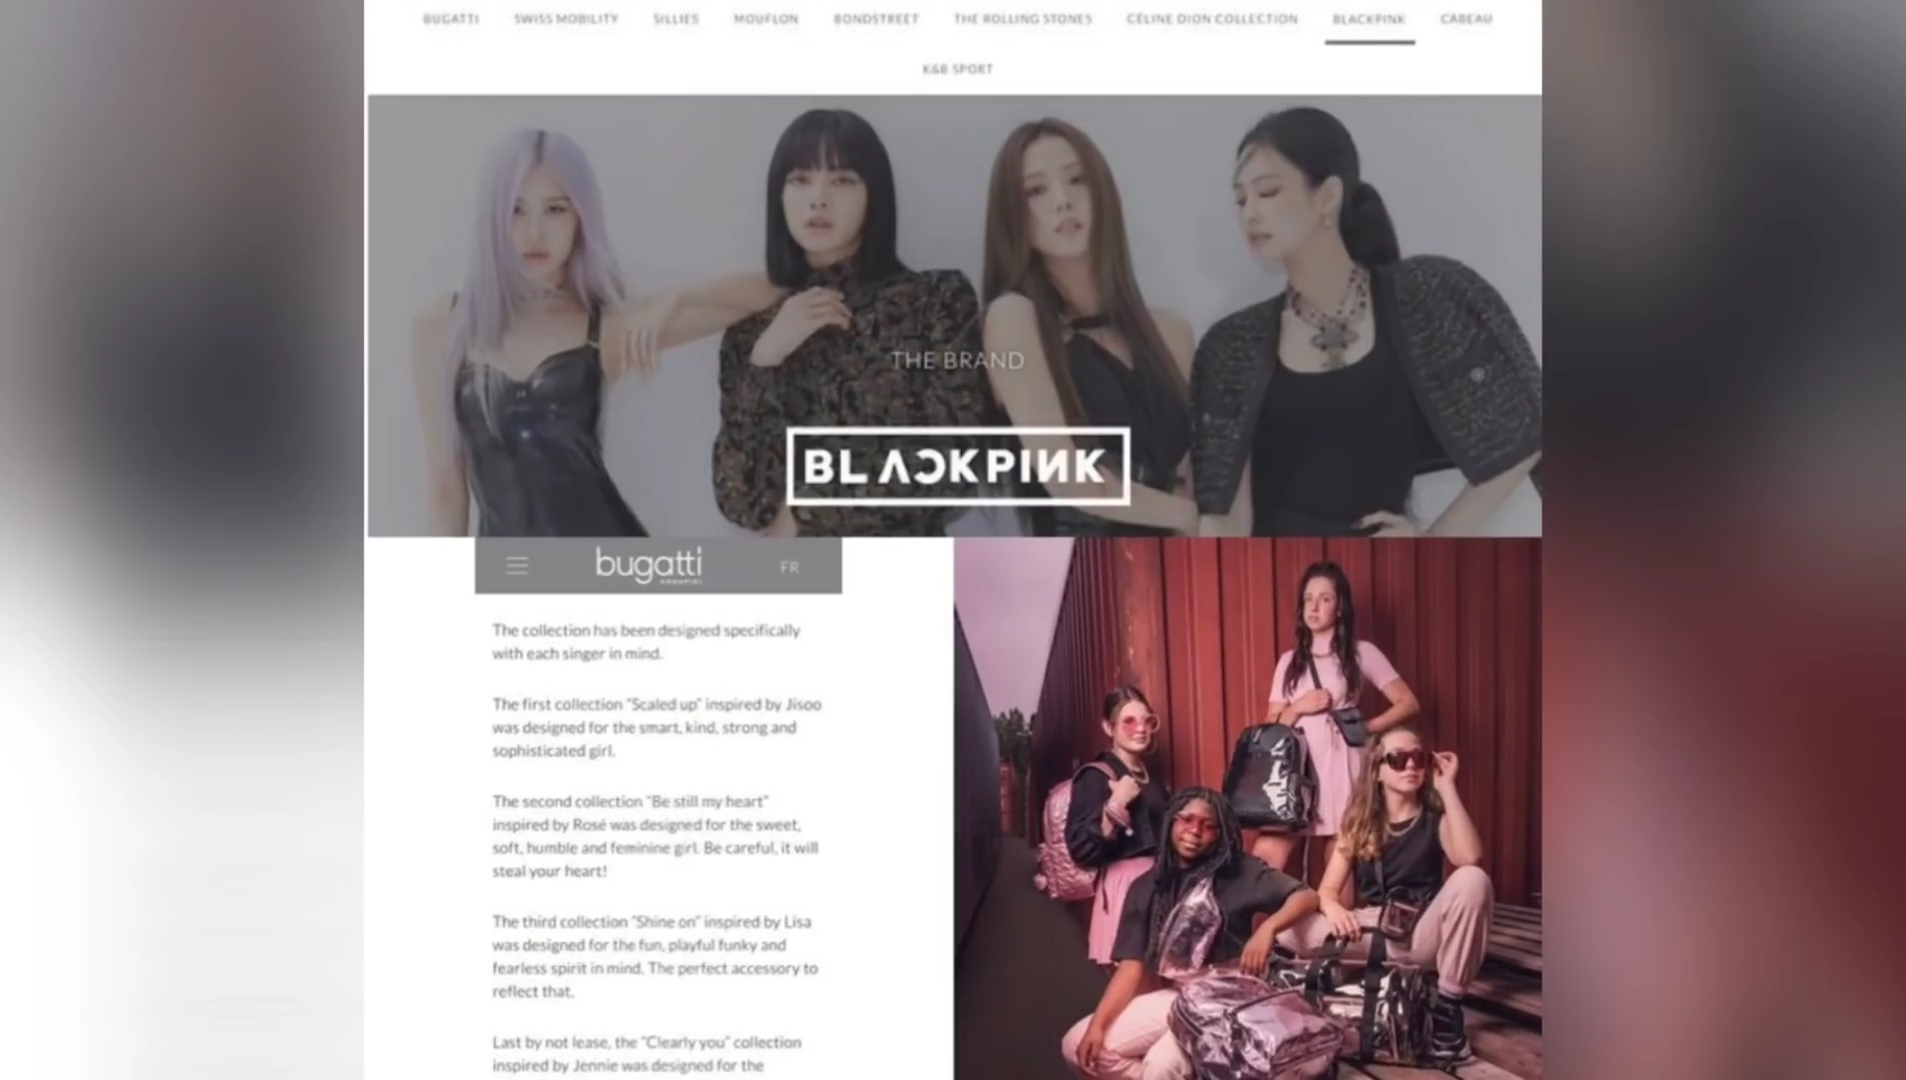 BUGATTI SWISS MOBILITY SILLIES MOUFLON BONDSTREET THE ROLLING STONES CÉLINE DION COLLECTION BLACKPINK CABEAU
K&B SPORT
THE BRAND
BLACKPINK
bugatti
FR
The collection has been designed specifically
with each singer in mind.
The first collection "Scaled up" inspired by Jisoo
was designed for the smart, kind, strong and
sophisticated girl.
The second collection "Be still my heart"
inspired by Rosé was designed for the sweet,
soft, humble and feminine girl. Be careful, it will
steal your heart!
The third collection "Shine on" inspired by Lisa
was designed for the fun, playful funky and
fearless spirit in mind. The perfect accessory to
reflect that.
Last by not lease, the "Clearly you" collection
inspired by Jennie was designed for the